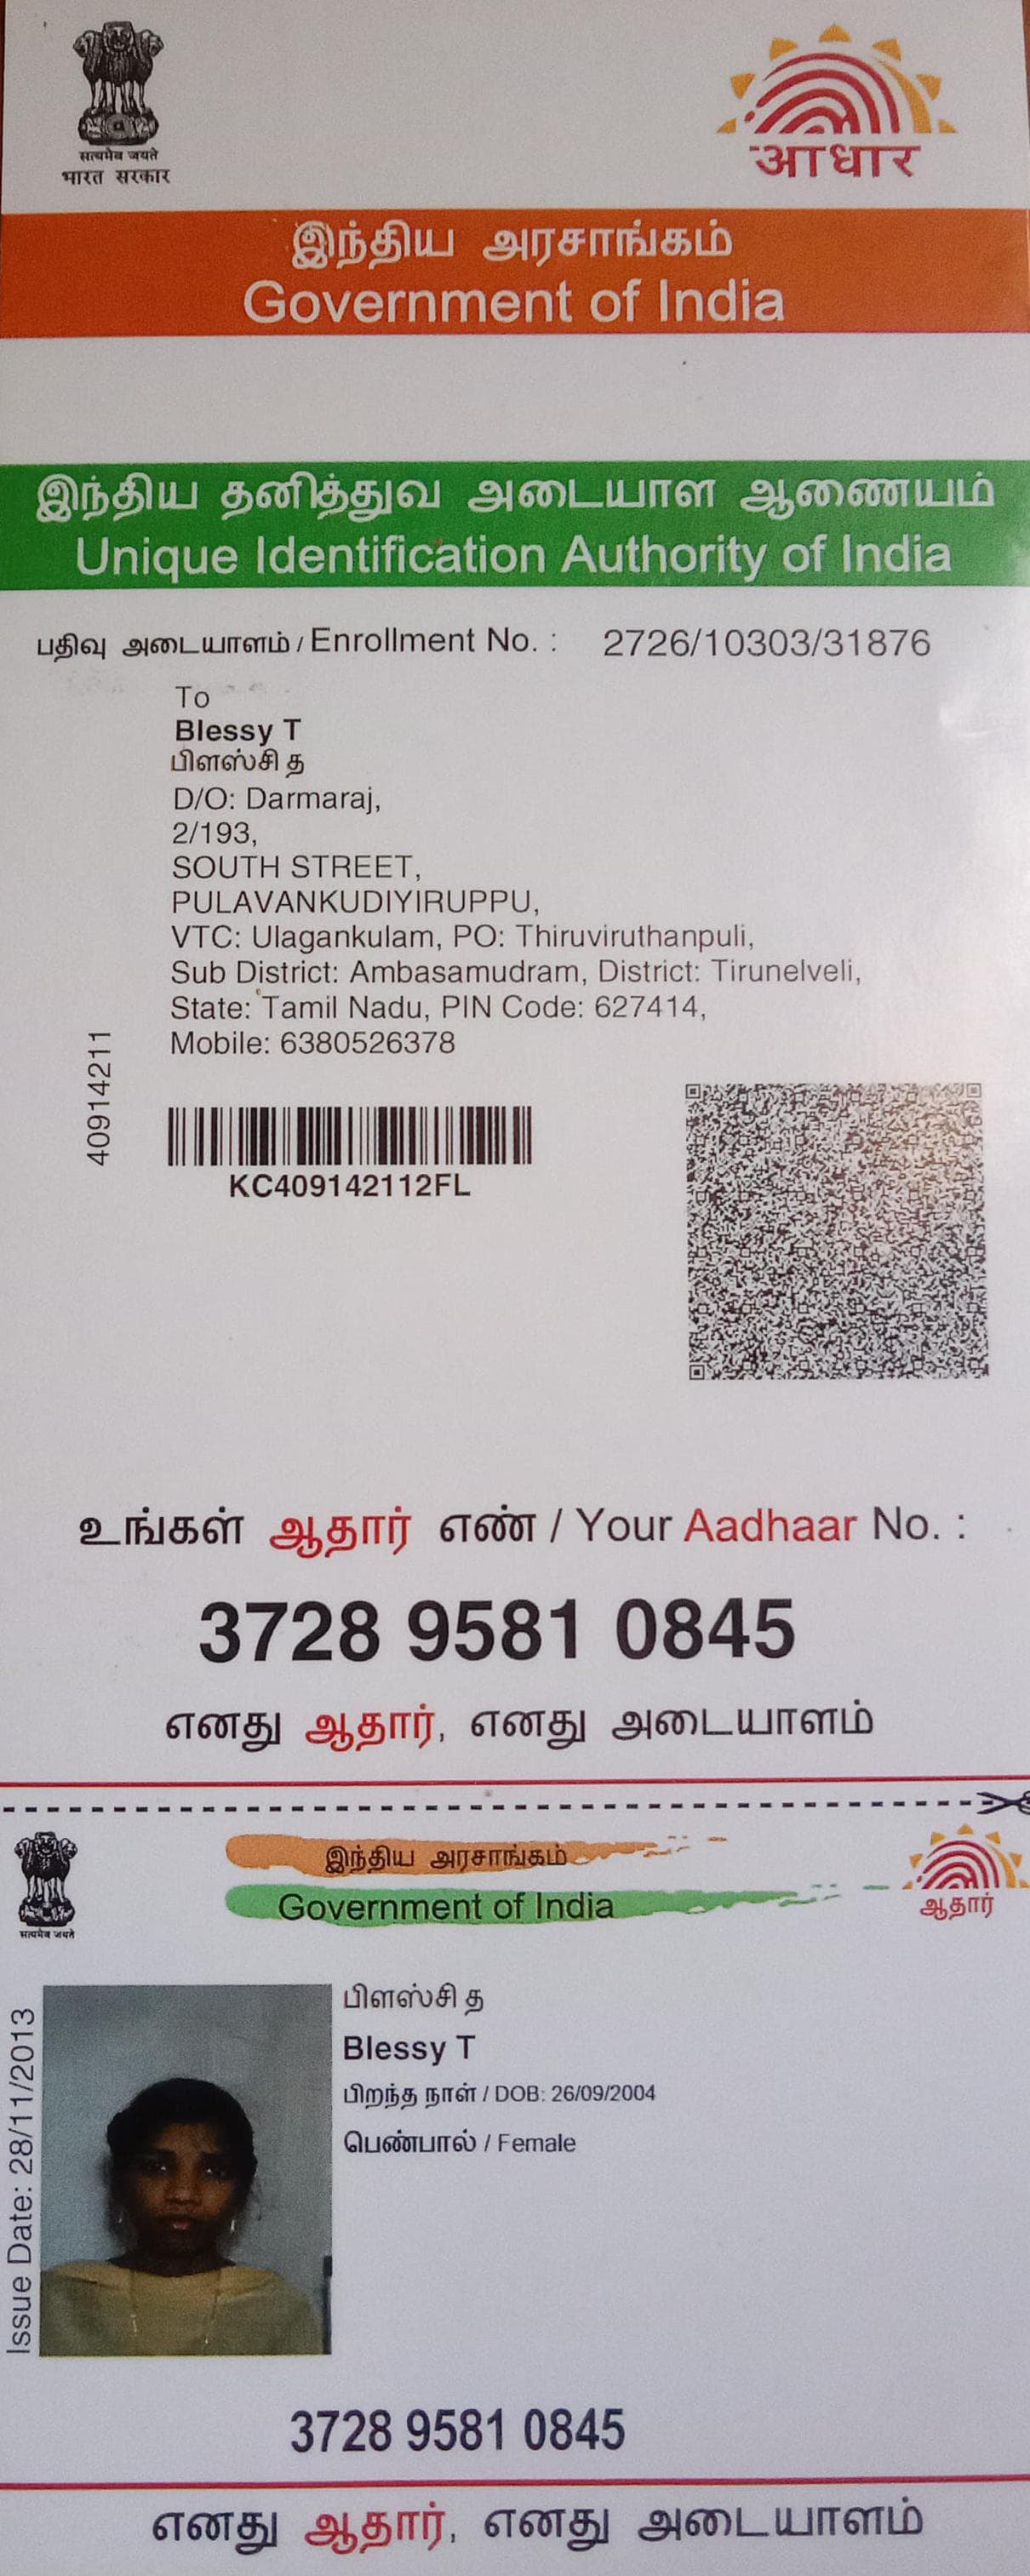 सत्यमेव जयते
भारत सरकार
आधार
இந்திய அரசாங்கம்
Government of India
இந்திய தனித்துவ அடையாள ஆணையம்
Unique Identification Authority of India
பதிவு அடையாளம் / Enrollment No. : 2726/10303/31876
To
Blessy T
பிளஸ்சி த
D/O: Darmaraj,
2/193,
SOUTH STREET,
PULAVANKUDIYIRUPPU,
VTC: Ulagankulam, PO: Thiruviruthanpuli,
Sub District: Ambasamudram, District: Tirunelveli,
State: Tamil Nadu, PIN Code: 627414,
Mobile: 6380526378
40914211
KC409142112FL
உங்கள் ஆதார் எண் / Your Aadhaar No. :
3728 9581 0845
எனது ஆதார், எனது அடையாளம்
सत्यमेव जयते
இந்திய அரசாங்கம்
Government of India
ஆதார்
Issue Date: 28/11/2013
பிளஸ்சி த
Blessy T
பிறந்த நாள் / DOB: 26/09/2004
பெண்பால் / Female
3728 9581 0845
எனது ஆதார், எனது அடையாளம்